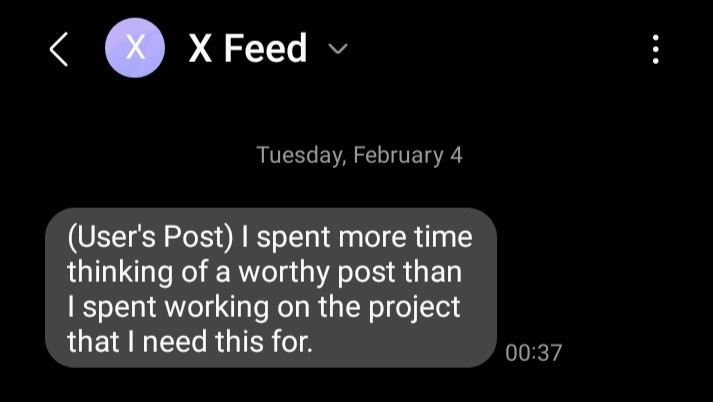 X
X Feed
Tuesday, February 4
(User's Post) I spent more time
thinking of a worthy post than
I spent working on the project
that I need this for.
00:37